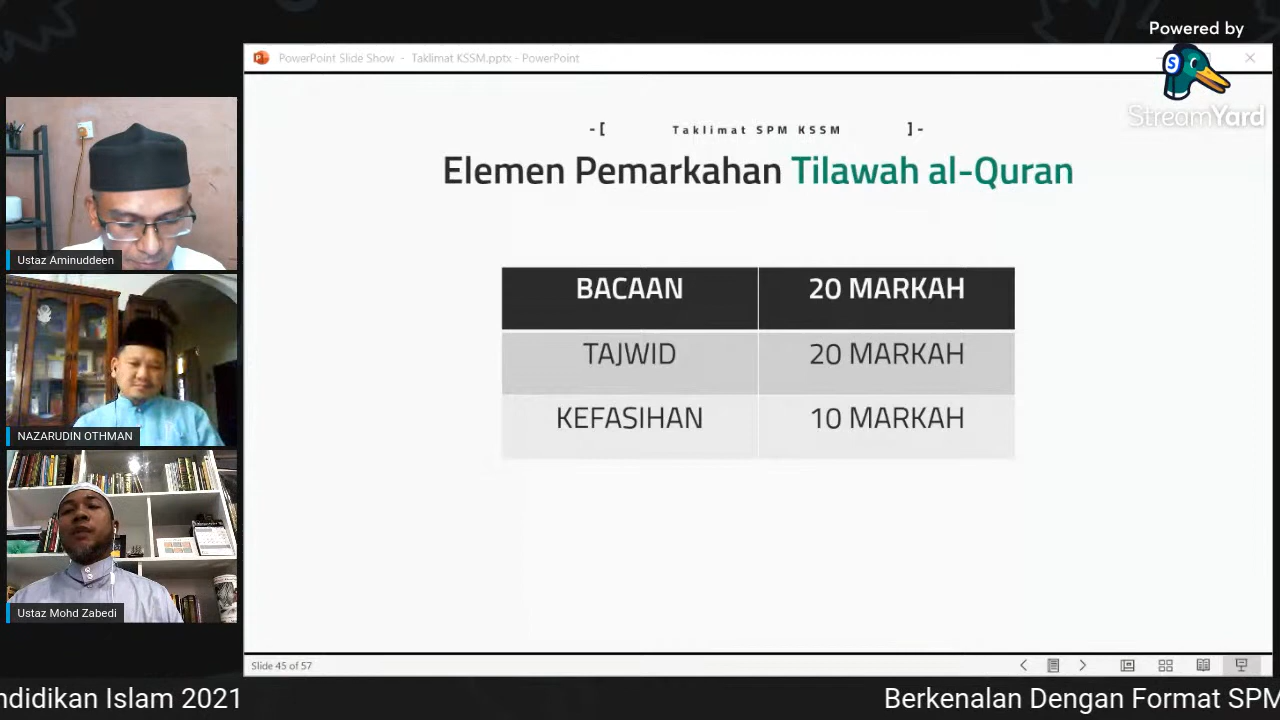 Powered by
StreamYard
PowerPoint Slide Show - Taklimat KSSM.pptx - PowerPoint
-[ Taklimat SPM KSSM ]-
Elemen Pemarkahan Tilawah al-Quran
BACAAN 20 MARKAH
TAJWID 20 MARKAH
KEFASIHAN 10 MARKAH
Ustaz Aminuddeen
NAZARUDIN OTHMAN
Ustaz Mohd Zabedi
Slide 45 of 57
ndidikan Islam 2021
Berkenalan Dengan Format SPM